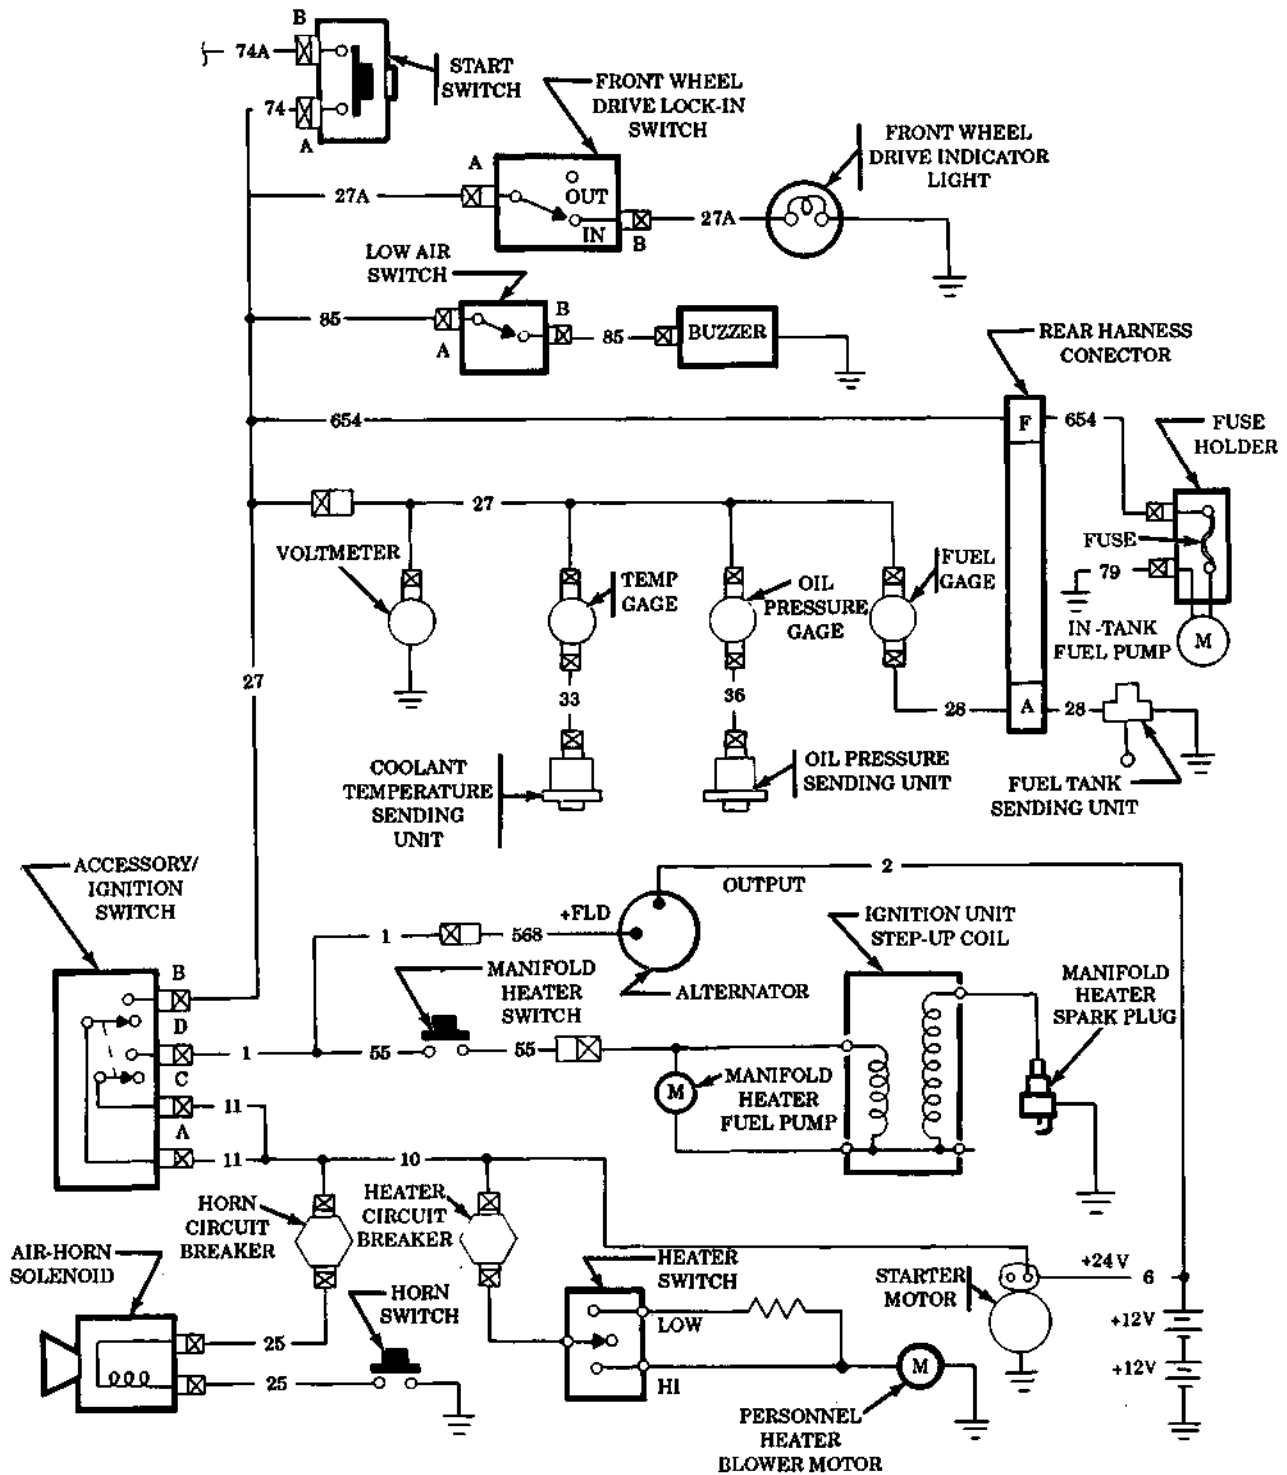 B
74A
START
SWITCH
74
A
FRONT WHEEL
DRIVE LOCK-IN
SWITCH
FRONT WHEEL
DRIVE INDICATOR
LIGHT
A
27A
OUT
IN
27A
B
LOW AIR
SWITCH
B
85
A
85
BUZZER
REAR HARNESS
CONECTOR
654
F
654
FUSE
HOLDER
27
VOLTMETER
TEMP
GAGE
OIL
PRESSURE
GAGE
FUEL
GAGE
FUSE
79
IN-TANK
FUEL PUMP
M
27
33
36
28
A
28
COOLANT
TEMPERATURE
SENDING
UNIT
OIL PRESSURE
SENDING UNIT
FUEL TANK
SENDING UNIT
ACCESSORY/
IGNITION
SWITCH
2
OUTPUT
+FLD
1
568
ALTERNATOR
IGNITION UNIT
STEP-UP COIL
MANIFOLD
HEATER
SWITCH
MANIFOLD
HEATER
SPARK PLUG
B
D
1
55
55
C
M
MANIFOLD
HEATER
FUEL PUMP
11
A
11
10
HORN
CIRCUIT
BREAKER
HEATER
CIRCUIT
BREAKER
AIR-HORN
SOLENOID
HORN
SWITCH
HEATER
SWITCH
STARTER
MOTOR
+24V
6
LOW
+12V
25
25
HI
M
+12V
PERSONNEL
HEATER
BLOWER MOTOR